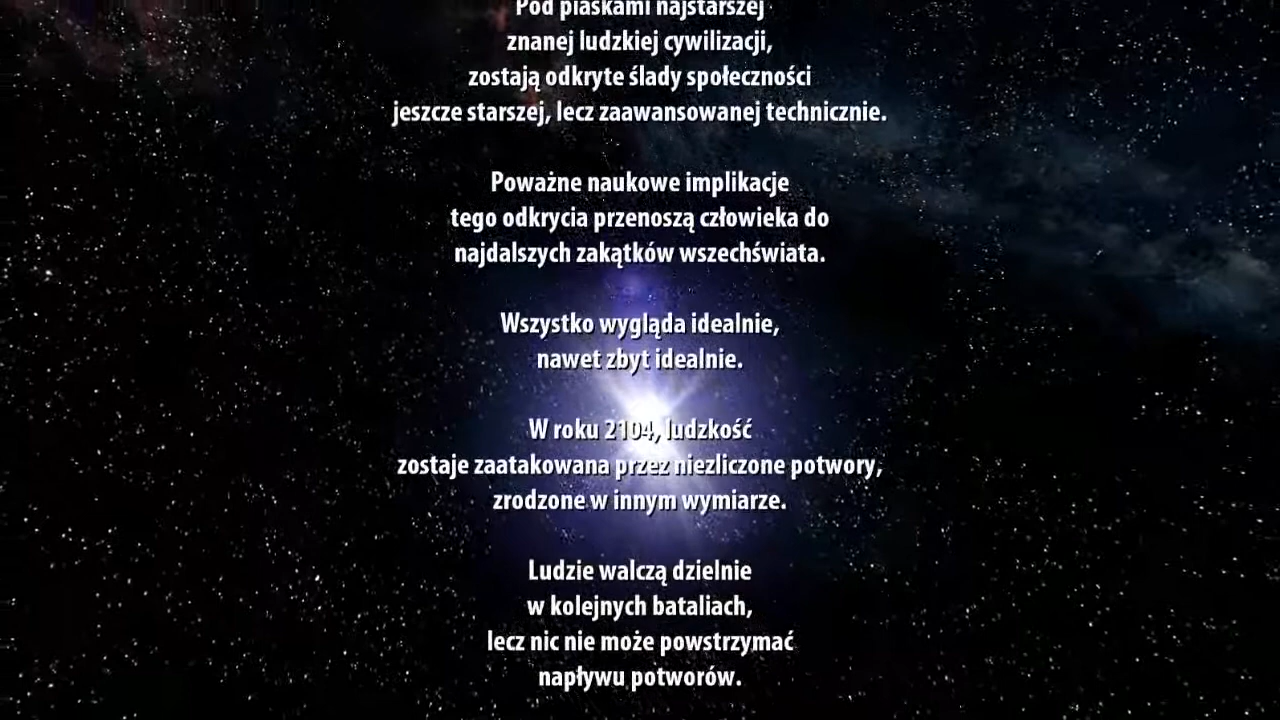 Pod piaskami najstarszej
znanej ludzkiej cywilizacji,
zostają odkryte ślady społeczności
jeszcze starszej, lecz zaawansowanej technicznie.
Poważne naukowe implikacje
tego odkrycia przenoszą człowieka do
najdalszych zakątków wszechświata.
Wszystko wygląda idealnie,
nawet zbyt idealnie.
W roku 2104, ludzkość
zostaje zaatakowana przez niezliczone potwory,
zrodzone w innym wymiarze.
Ludzie walczą dzielnie
w kolejnych bataliach,
lecz nic nie może powstrzymać
napływu potworów.